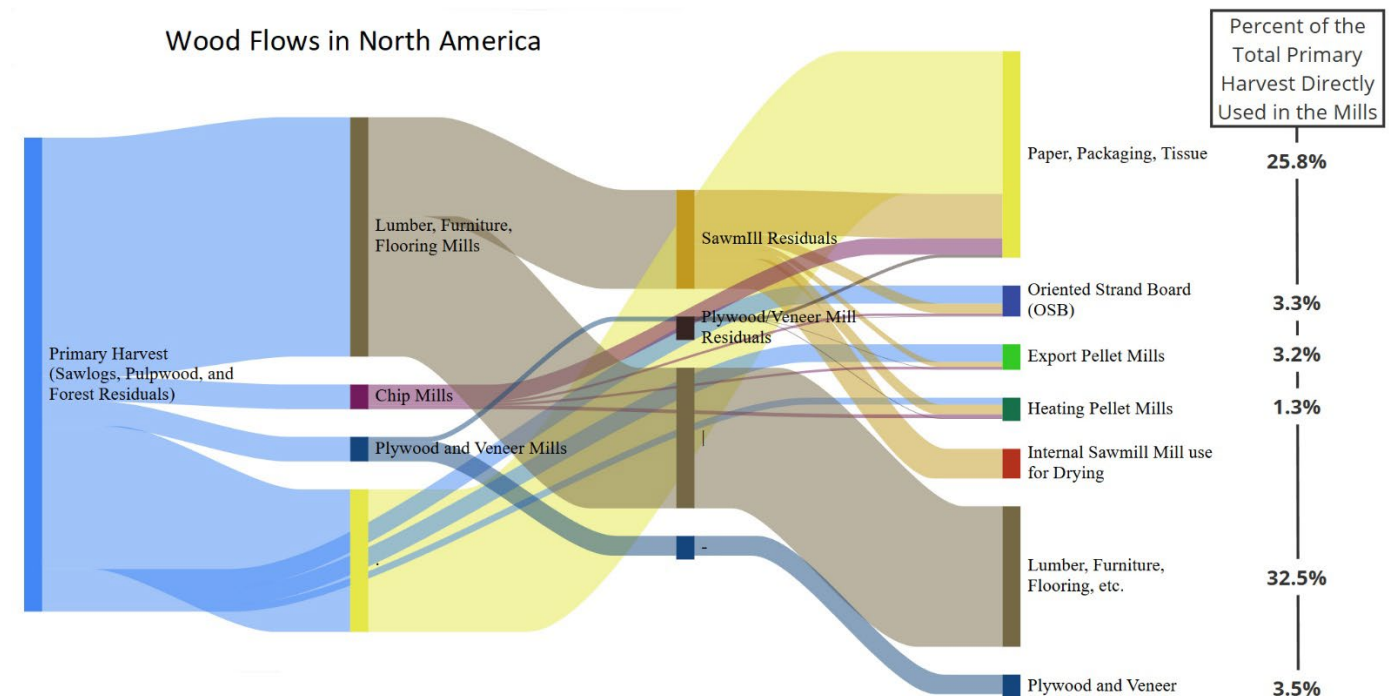 Wood Flows in North America
Percent of the
Total Primary
Harvest Directly
Used in the Mills
Paper, Packaging, Tissue
25.8%
Lumber, Furniture,
Flooring Mills
SawmIll Residuals
Oriented Strand Board
(OSB)
3.3%
Plywood/Veneer Mill
Residuals
Primary Harvest
(Sawlogs, Pulpwood, and
Forest Residuals)
Export Pellet Mills
3.2%
Chip Mills
Heating Pellet Mills
1.3%
Plywood and Veneer Mills
|
Internal Sawmill Mill use
for Drying
.
-
Lumber, Furniture,
Flooring, etc.
32.5%
Plywood and Veneer
3.5%